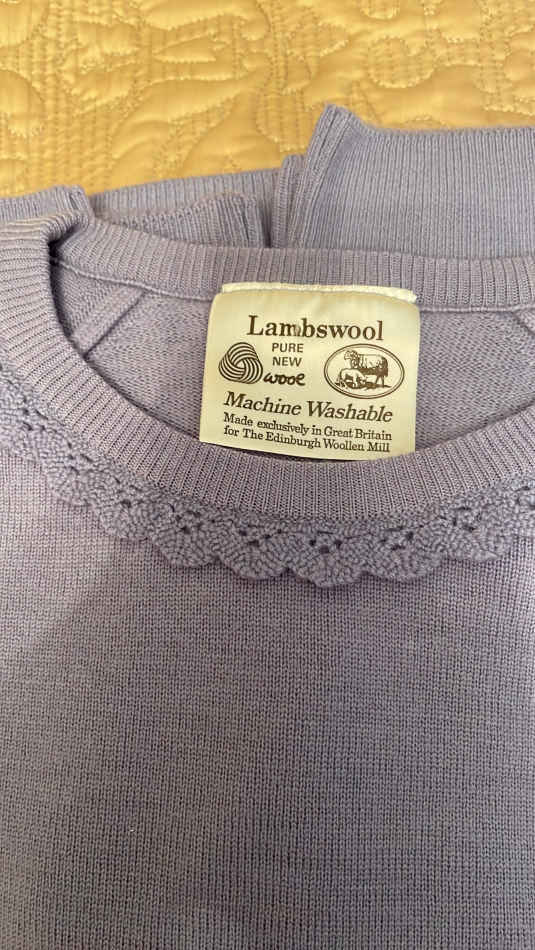 Lambswool
PURE
NEW
wool
Machine Washable
Made exclusively in Great Britain
for The Edinburgh Woollen Mill